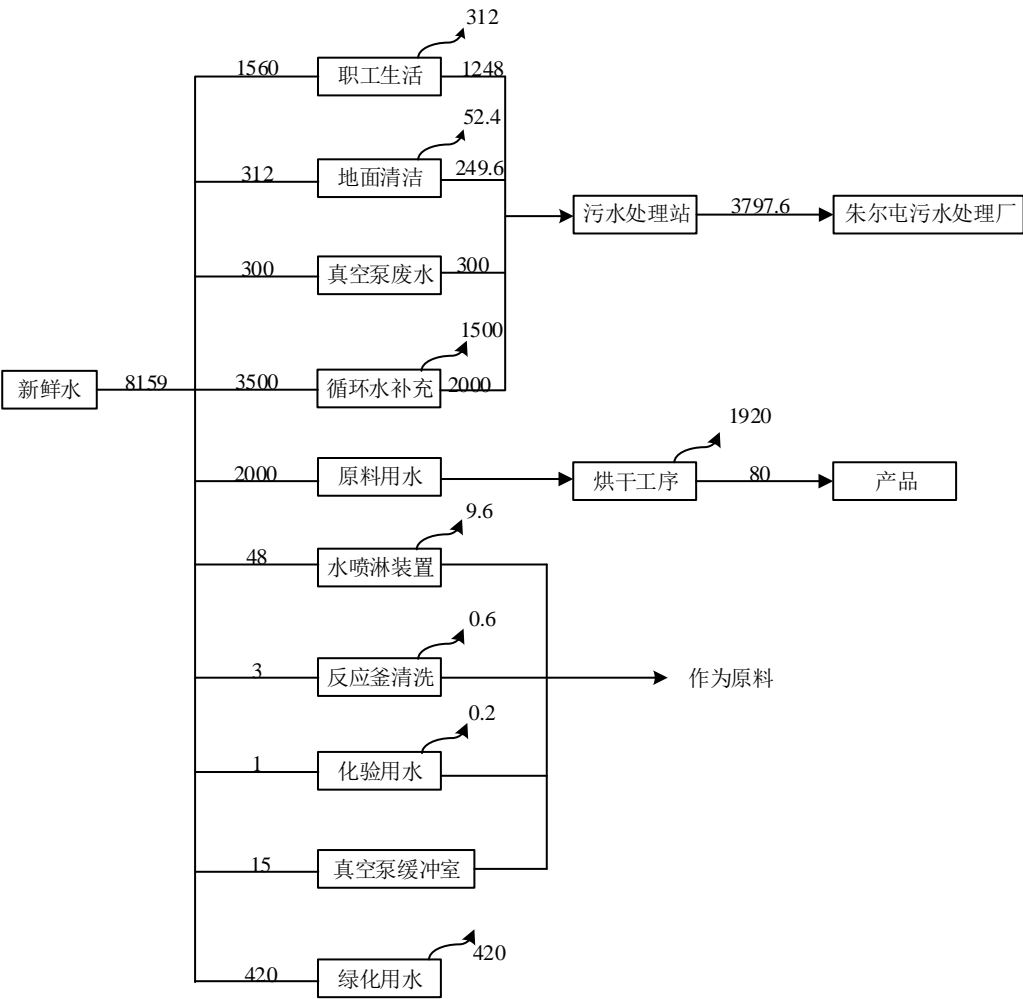 312
1560
职工生活
1248
52.4
312
地面清洁
249.6
污水处理站
3797.6
朱尔屯污水处理厂
300
真空泵废水
300
1500
新鲜水
8159
3500
循环水补充
2000
1920
2000
原料用水
烘干工序
80
产品
9.6
48
水喷淋装置
0.6
3
反应釜清洗
作为原料
0.2
1
化验用水
15
真空泵缓冲室
420
420
绿化用水